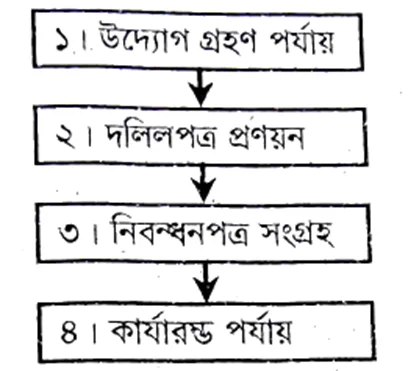 ১। উদ্যোগ গ্রহণ পর্যায়
২। দলিলপত্র প্রণয়ন
৩। নিবন্ধনপত্র সংগ্রহ
৪। কার্যারম্ভ পর্যায়